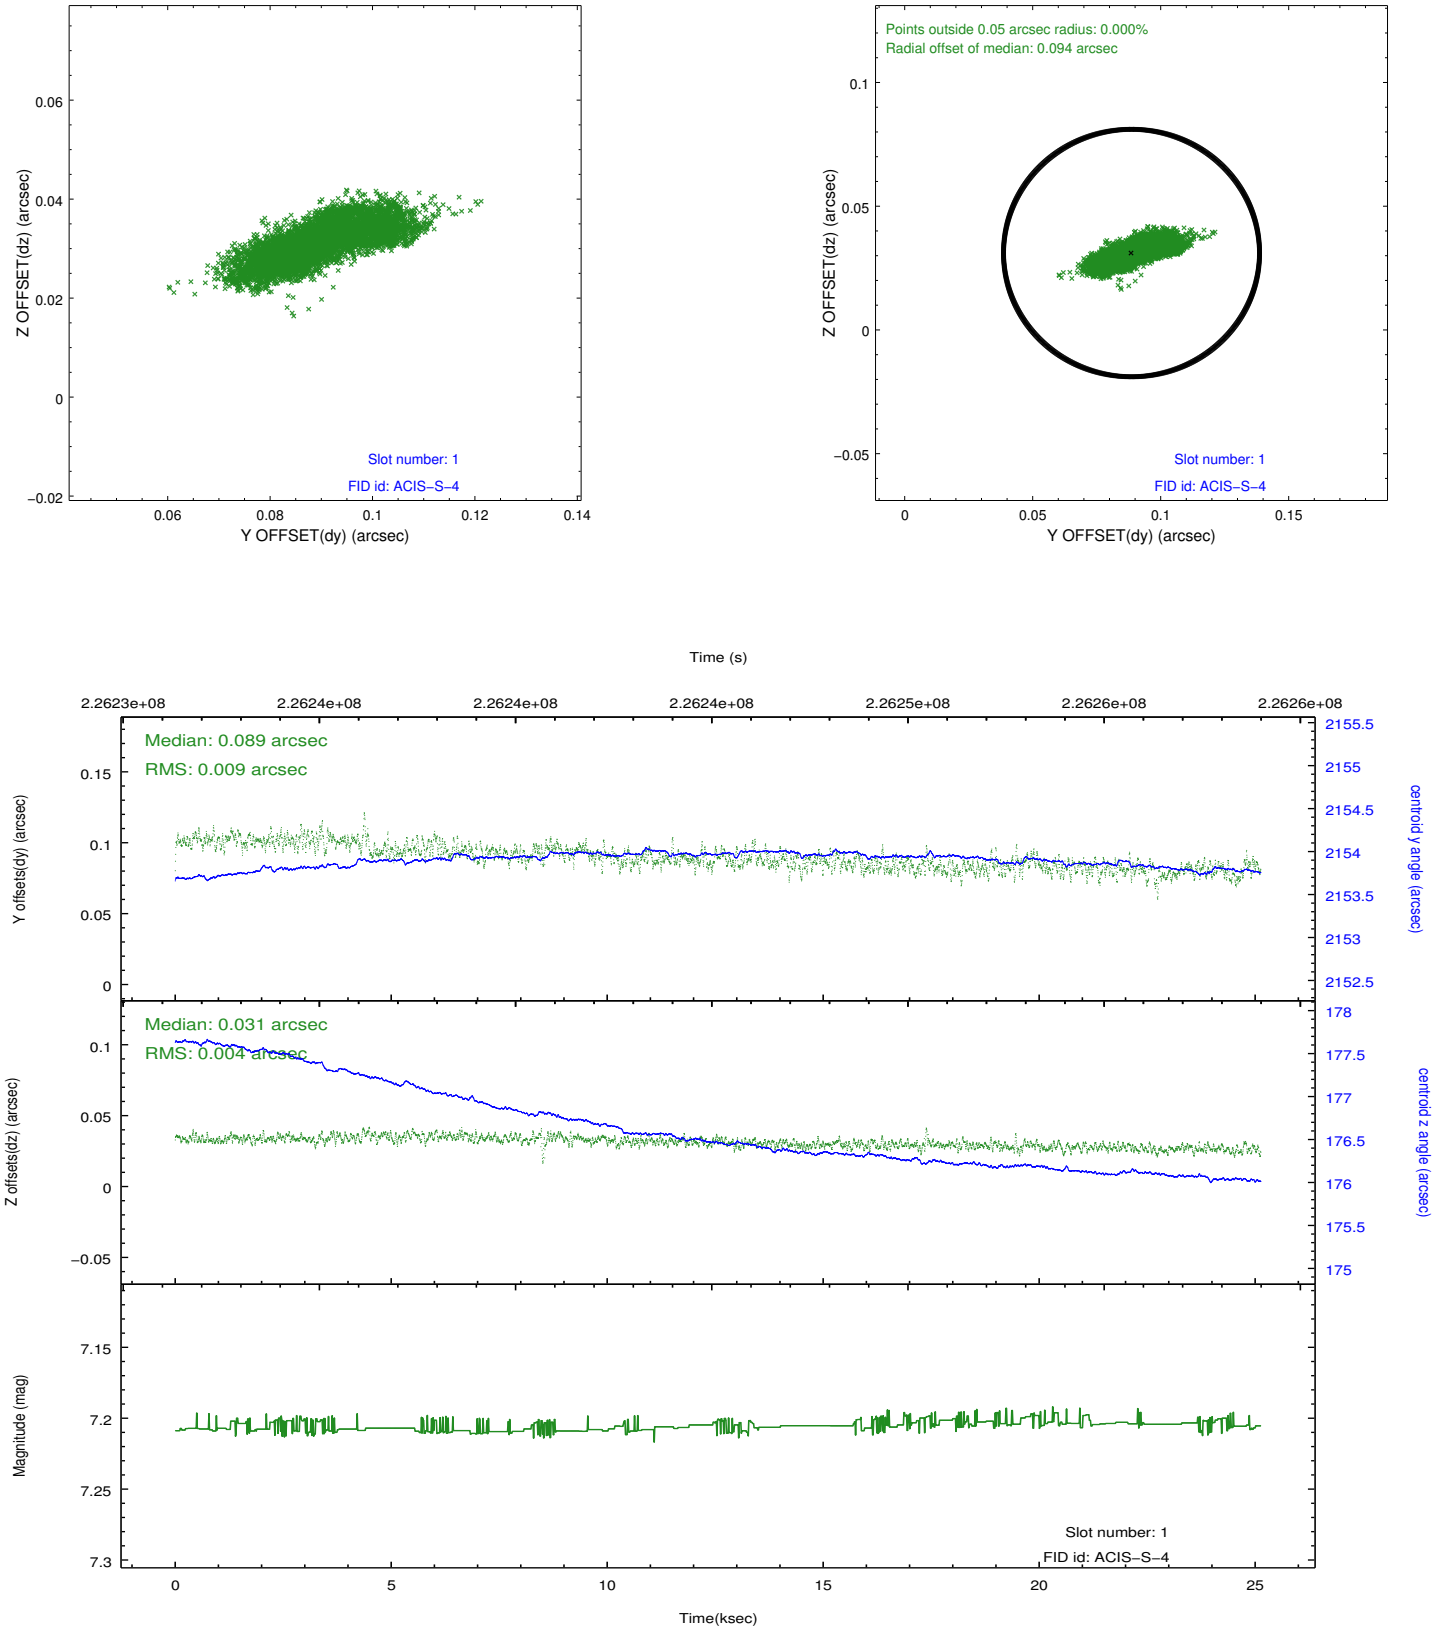 Z OFFSET(dz) (arcsec)
0.06
0.04
0.02
0
−0.02
0.06 0.08 0.1 0.12 0.14
Y OFFSET(dy) (arcsec)
Slot number: 1
FID id: ACIS−S−4
Points outside 0.05 arcsec radius: 0.000%
Radial offset of median: 0.094 arcsec
Z OFFSET(dz) (arcsec)
0.1
0.05
0
−0.05
0 0.05 0.1 0.15
Y OFFSET(dy) (arcsec)
Slot number: 1
FID id: ACIS−S−4
Time (s)
2.2623e+08 2.2624e+08 2.2624e+08 2.2624e+08 2.2625e+08 2.2626e+08 2.2626e+08
Median: 0.089 arcsec
RMS: 0.009 arcsec
Y offsets(dy) (arcsec)
0.15
0.1
0.05
0
2155.5
2155
2154.5
2154
2153.5
2153
2152.5
centroid y angle (arcsec)
Median: 0.031 arcsec
RMS: 0.004 arcsec
Z offsets(dz) (arcsec)
0.1
0.05
0
−0.05
178
177.5
177
176.5
176
175.5
175
centroid z angle (arcsec)
Magnitude (mag)
7.15
7.2
7.25
7.3
Slot number: 1
FID id: ACIS−S−4
0 5 10 15 20 25
Time(ksec)